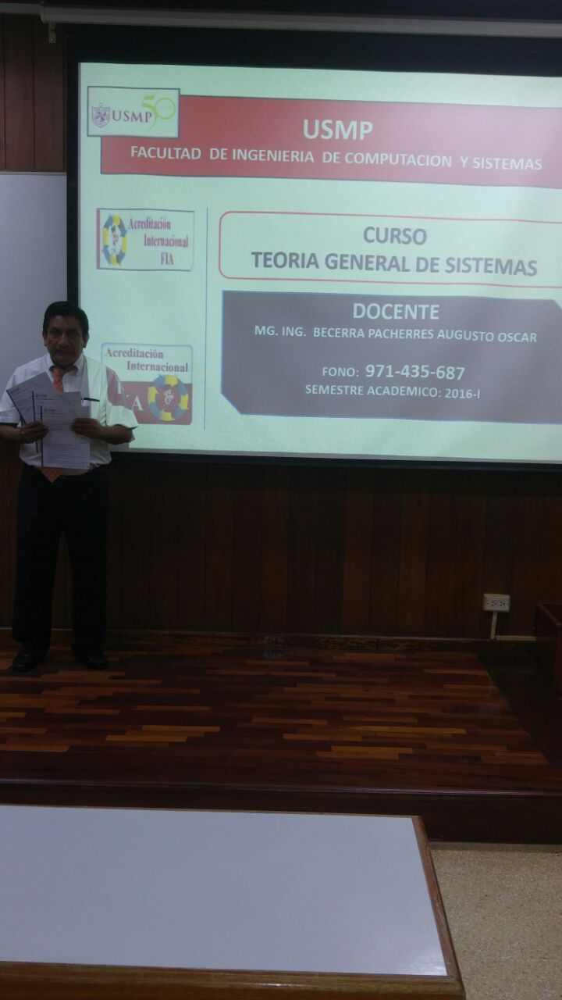 USMP 50
USMP
FACULTAD DE INGENIERIA DE COMPUTACION Y SISTEMAS
Acreditación
Internacional
FIA
CURSO
TEORIA GENERAL DE SISTEMAS
DOCENTE
MG. ING. BECERRA PACHERRES AUGUSTO OSCAR
FONO: 971-435-687
SEMESTRE ACADEMICO: 2016-I
Acreditación
Internacional